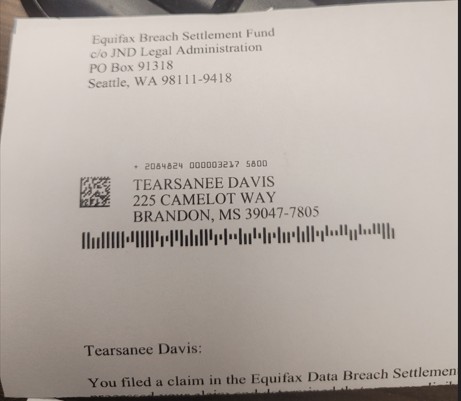 Equifax Breach Settlement Fund
c/o JND Legal Administration
PO Box 91318
Seattle, WA 98111-9418
- 2084824 000003217 5800
TEARSANEE DAVIS
225 CAMELOT WAY
BRANDON, MS 39047-7805
Tearsanee Davis:
You filed a claim in the Equifax Data Breach Settlemen